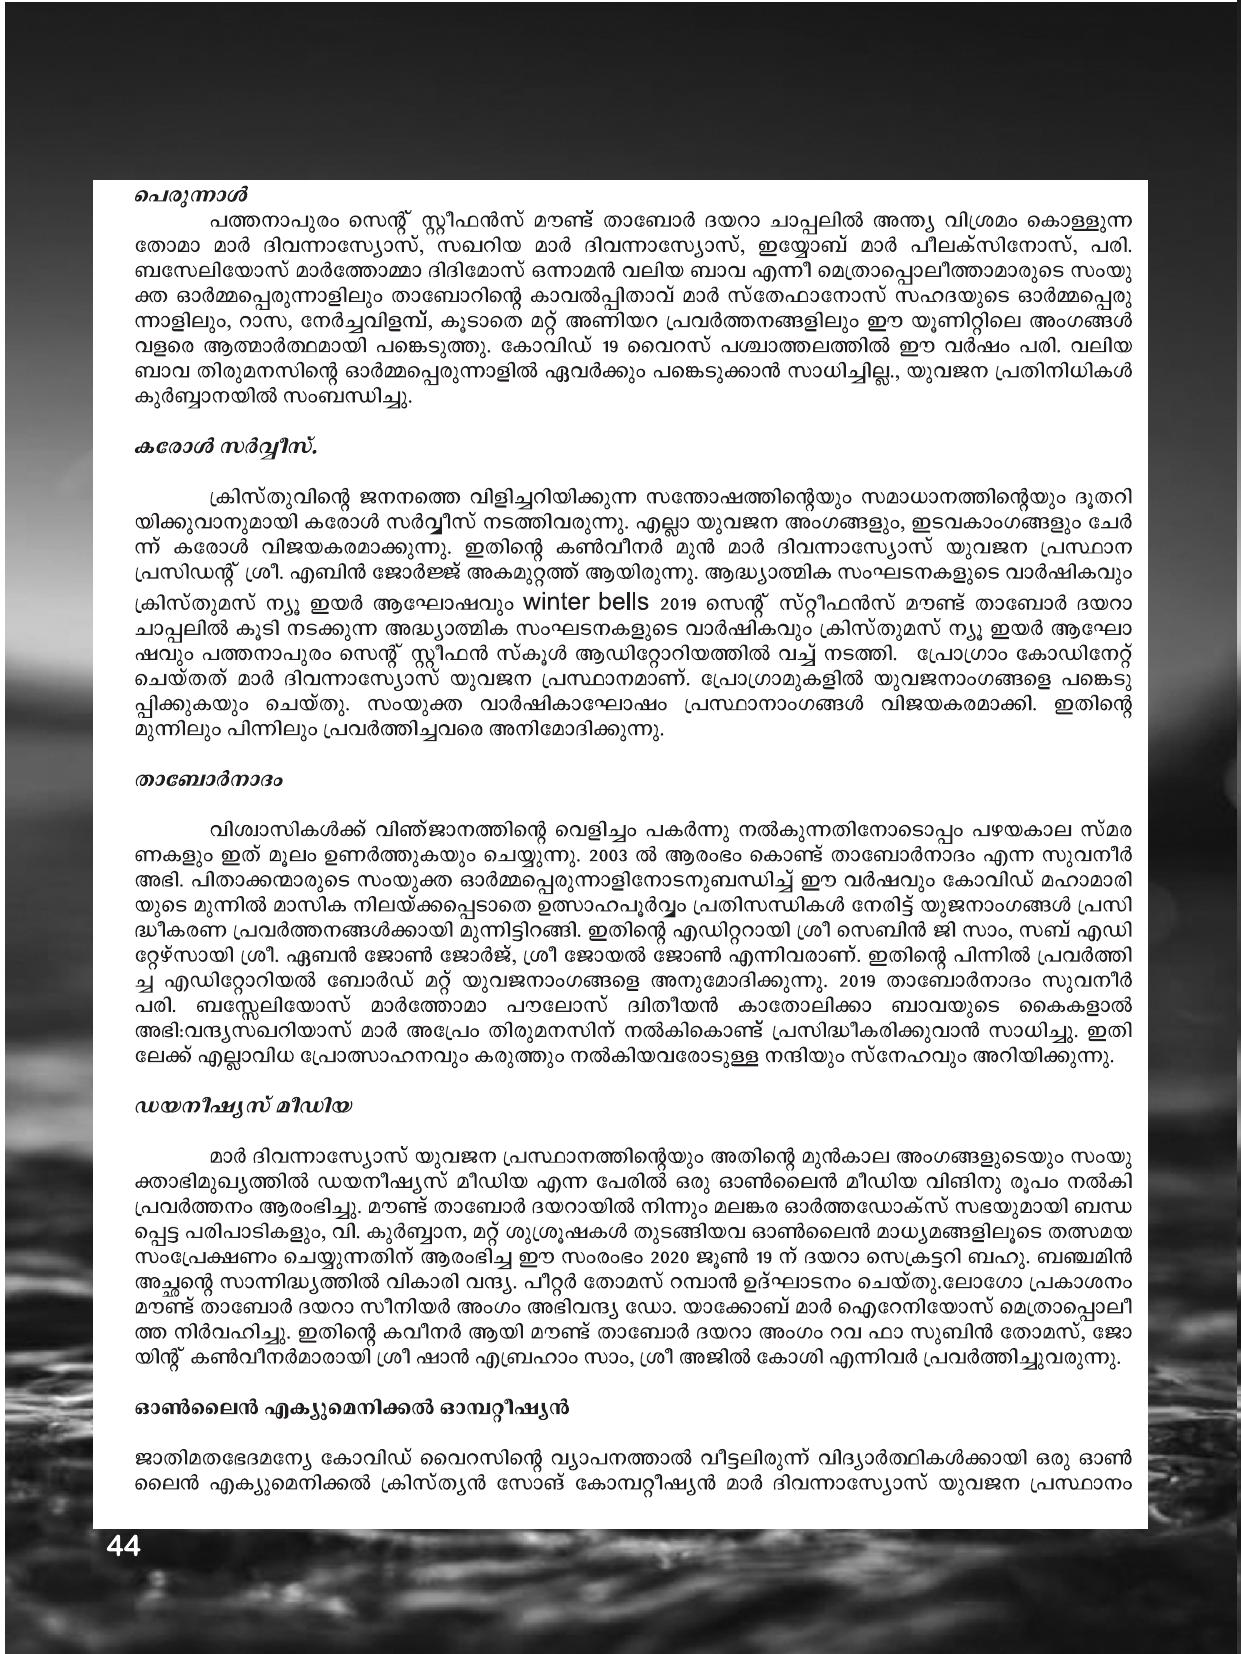 പെരുന്നാൾ
പത്തനാപുരം സെന്റ് സ്റ്റീഫൻസ് മൗണ്ട് താബോർ ദയറാ ചാപ്പലിൽ അന്ത്യ വിശ്രമം കൊള്ളുന്ന
തോമാ മാർ ദിവന്നാസ്യോസ്, സഖറിയ മാർ ദിവന്നാസ്യോസ്, ഇയ്യോബ് മാർ പീലക്സിനോസ്, പരി.
ബസേലിയോസ് മാർത്തോമ്മാ ദിദിമോസ് ഒന്നാമൻ വലിയ ബാവ എന്നീ മെത്രാപ്പൊലീത്താമാരുടെ സംയു
ക്ത ഓർമ്മപ്പെരുന്നാളിലും താബോറിന്റെ കാവൽപ്പിതാവ് മാർ സ്തേഫാനോസ് സഹദയുടെ ഓർമ്മപ്പെരു
ന്നാളിലും, റാസ, നേർച്ചവിളമ്പ്, കൂടാതെ മറ്റ് അണിയറ പ്രവർത്തനങ്ങളിലും ഈ യൂണിറ്റിലെ അംഗങ്ങൾ
വളരെ ആത്മാർത്ഥമായി പങ്കെടുത്തു. കോവിഡ് 19 വൈറസ് പശ്ചാത്തലത്തിൽ ഈ വർഷം പരി. വലിയ
ബാവ തിരുമനസിന്റെ ഓർമ്മപ്പെരുന്നാളിൽ ഏവർക്കും പങ്കെടുക്കാൻ സാധിച്ചില്ല., യുവജന പ്രതിനിധികൾ
കുർബ്ബാനയിൽ സംബന്ധിച്ചു.
കരോൾ സർവ്വീസ്.
ക്രിസ്തുവിന്റെ ജനനത്തെ വിളിച്ചറിയിക്കുന്ന സന്തോഷത്തിന്റെയും സമാധാനത്തിന്റെയും ദൂതറി
യിക്കുവാനുമായി കരോൾ സർവ്വീസ് നടത്തിവരുന്നു. എല്ലാ യുവജന അംഗങ്ങളും, ഇടവകാംഗങ്ങളും ചേർ
ന്ന് കരോൾ വിജയകരമാക്കുന്നു. ഇതിന്റെ കൺവീനർ മുൻ മാർ ദിവന്നാസ്യോസ് യുവജന പ്രസ്ഥാന
പ്രസിഡന്റ് ശ്രീ. എബിൻ ജോർജ്ജ് അകമുറ്റത്ത് ആയിരുന്നു. ആദ്ധ്യാത്മിക സംഘടനകളുടെ വാർഷികവും
ക്രിസ്തുമസ് ന്യൂ ഇയർ ആഘോഷവും winter bells 2019 സെന്റ് സ്റ്റീഫൻസ് മൗണ്ട് താബോർ ദയറാ
ചാപ്പലിൽ കൂടി നടക്കുന്ന അദ്ധ്യാത്മിക സംഘടനകളുടെ വാർഷികവും ക്രിസ്തുമസ് ന്യൂ ഇയർ ആഘോ
ഷവും പത്തനാപുരം സെന്റ് സ്റ്റീഫൻ സ്കൂൾ ആഡിറ്റോറിയത്തിൽ വച്ച് നടത്തി. പ്രോഗ്രാം കോഡിനേറ്റ്
ചെയ്തത് മാർ ദിവന്നാസ്യോസ് യുവജന പ്രസ്ഥാനമാണ്. പ്രോഗ്രാമുകളിൽ യുവജനാംഗങ്ങളെ പങ്കെടു
പ്പിക്കുകയും ചെയ്തു. സംയുക്ത വാർഷികാഘോഷം പ്രസ്ഥാനാംഗങ്ങൾ വിജയകരമാക്കി. ഇതിന്റെ
മുന്നിലും പിന്നിലും പ്രവർത്തിച്ചവരെ അനിമോദിക്കുന്നു.
താബോർനാദം
വിശ്വാസികൾക്ക് വിഞ്ജാനത്തിന്റെ വെളിച്ചം പകർന്നു നൽകുന്നതിനോടൊപ്പം പഴയകാല സ്മര
ണകളും ഇത് മൂലം ഉണർത്തുകയും ചെയ്യുന്നു. 2003 ൽ ആരംഭം കൊണ്ട് താബോർനാദം എന്ന സുവനീർ
അഭി. പിതാക്കന്മാരുടെ സംയുക്ത ഓർമ്മപ്പെരുന്നാളിനോടനുബന്ധിച്ച് ഈ വർഷവും കോവിഡ് മഹാമാരി
യുടെ മുന്നിൽ മാസിക നിലയ്ക്കപ്പെടാതെ ഉത്സാഹപൂർവ്വം പ്രതിസന്ധികൾ നേരിട്ട് യുജനാംഗങ്ങൾ പ്രസി
ദ്ധീകരണ പ്രവർത്തനങ്ങൾക്കായി മുന്നിട്ടിറങ്ങി. ഇതിന്റെ എഡിറ്ററായി ശ്രീ സെബിൻ ജി സാം, സബ് എഡി
റ്റേഴ്സായി ശ്രീ. ഏബൻ ജോൺ ജോർജ്, ശ്രീ ജോയൽ ജോൺ എന്നിവരാണ്. ഇതിന്റെ പിന്നിൽ പ്രവർത്തി
ച്ച എഡിറ്റോറിയൽ ബോർഡ് മറ്റ് യുവജനാംഗങ്ങളെ അനുമോദിക്കുന്നു. 2019 താബോർനാദം സുവനീർ
പരി. ബസ്സേലിയോസ് മാർത്തോമാ പൗലോസ് ദ്വിതീയൻ കാതോലിക്കാ ബാവയുടെ കൈകളാൽ
അഭി:വന്ദ്യസഖറിയാസ് മാർ അപ്രേം തിരുമനസിന് നൽകികൊണ്ട് പ്രസിദ്ധീകരിക്കുവാൻ സാധിച്ചു. ഇതി
ലേക്ക് എല്ലാവിധ പ്രോത്സാഹനവും കരുത്തും നൽകിയവരോടുള്ള നന്ദിയും സ്നേഹവും അറിയിക്കുന്നു.
ഡയനീഷ്യസ് മീഡിയ
മാർ ദിവന്നാസ്യോസ് യുവജന പ്രസ്ഥാനത്തിന്റെയും അതിന്റെ മുൻകാല അംഗങ്ങളുടെയും സംയു
ക്താഭിമുഖ്യത്തിൽ ഡയനീഷ്യസ് മീഡിയ എന്ന പേരിൽ ഒരു ഓൺലൈൻ മീഡിയ വിങിനു രൂപം നൽകി
പ്രവർത്തനം ആരംഭിച്ചു. മൗണ്ട് താബോർ ദയറായിൽ നിന്നും മലങ്കര ഓർത്തഡോക്സ് സഭയുമായി ബന്ധ
പ്പെട്ട പരിപാടികളും, വി. കുർബ്ബാന, മറ്റ് ശുശ്രൂഷകൾ തുടങ്ങിയവ ഓൺലൈൻ മാധ്യമങ്ങളിലൂടെ തത്സമയ
സംപ്രേക്ഷണം ചെയ്യുന്നതിന് ആരംഭിച്ച ഈ സംരംഭം 2020 ജൂൺ 19 ന് ദയറാ സെക്രട്ടറി ബഹു. ബഞ്ചമിൻ
അച്ഛന്റെ സാന്നിദ്ധ്യത്തിൽ വികാരി വന്ദ്യ. പീറ്റർ തോമസ് റമ്പാൻ ഉദ്ഘാടനം ചെയ്തു.ലോഗോ പ്രകാശനം
മൗണ്ട് താബോർ ദയറാ സീനിയർ അംഗം അഭിവന്ദ്യ ഡോ. യാക്കോബ് മാർ ഐറേനിയോസ് മെത്രാപ്പൊലീ
ത്ത നിർവഹിച്ചു. ഇതിന്റെ കവീനർ ആയി മൗണ്ട് താബോർ ദയറാ അംഗം റവ ഫാ സുബിൻ തോമസ്, ജോ
യിന്റ് കൺവീനർമാരായി ശ്രീ ഷാൻ എബ്രഹാം സാം, ശ്രീ അജിൽ കോശി എന്നിവർ പ്രവർത്തിച്ചുവരുന്നു.
ഓൺലൈൻ എക്യുമെനിക്കൽ ഓമ്പറ്റീഷ്യൻ
ജാതിമതഭേദമന്യേ കോവിഡ് വൈറസിന്റെ വ്യാപനത്താൽ വീട്ടലിരുന്ന് വിദ്യാർത്ഥികൾക്കായി ഒരു ഓൺ
ലൈൻ എക്യുമെനിക്കൽ ക്രിസ്ത്യൻ സോങ് കോമ്പറ്റീഷ്യൻ മാർ ദിവന്നാസ്യോസ് യുവജന പ്രസ്ഥാനം
44